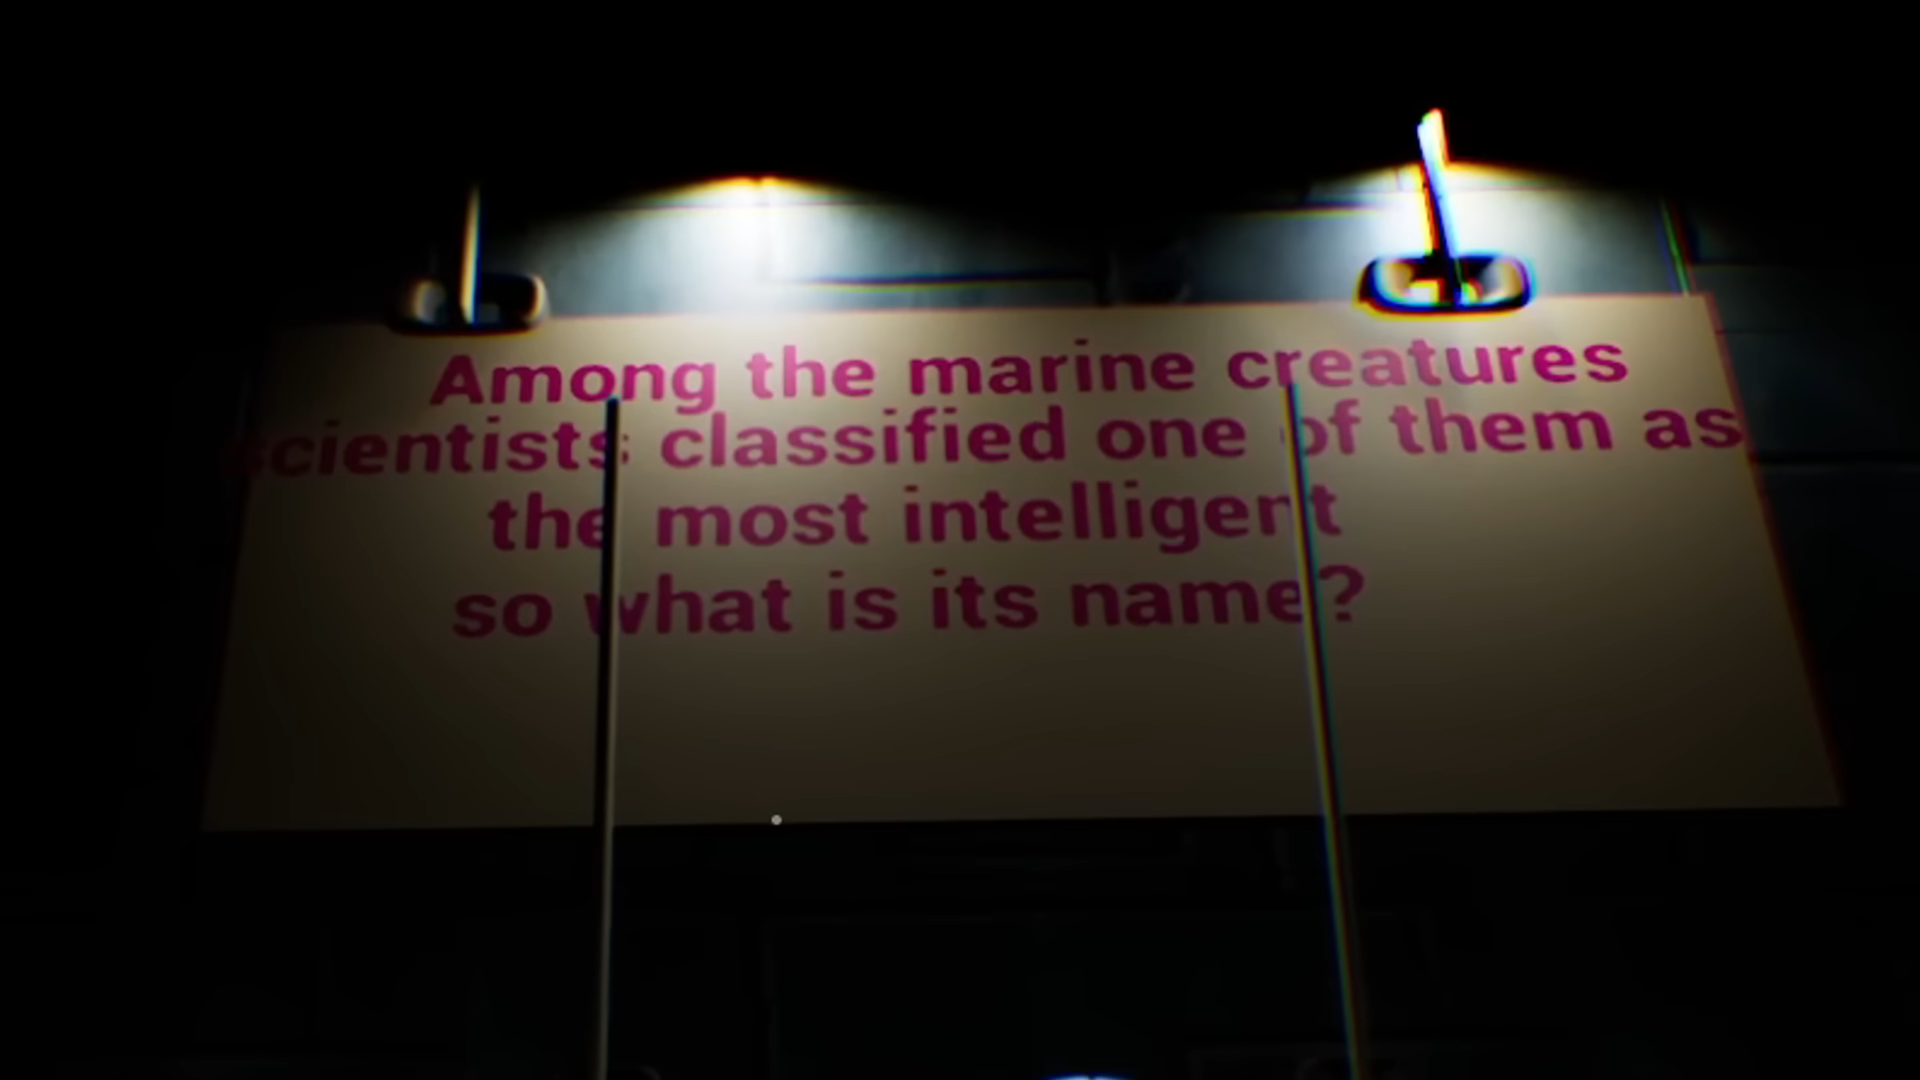 Among the marine creatures
scientists classified one of them as
the most intelligent
so what is its name?